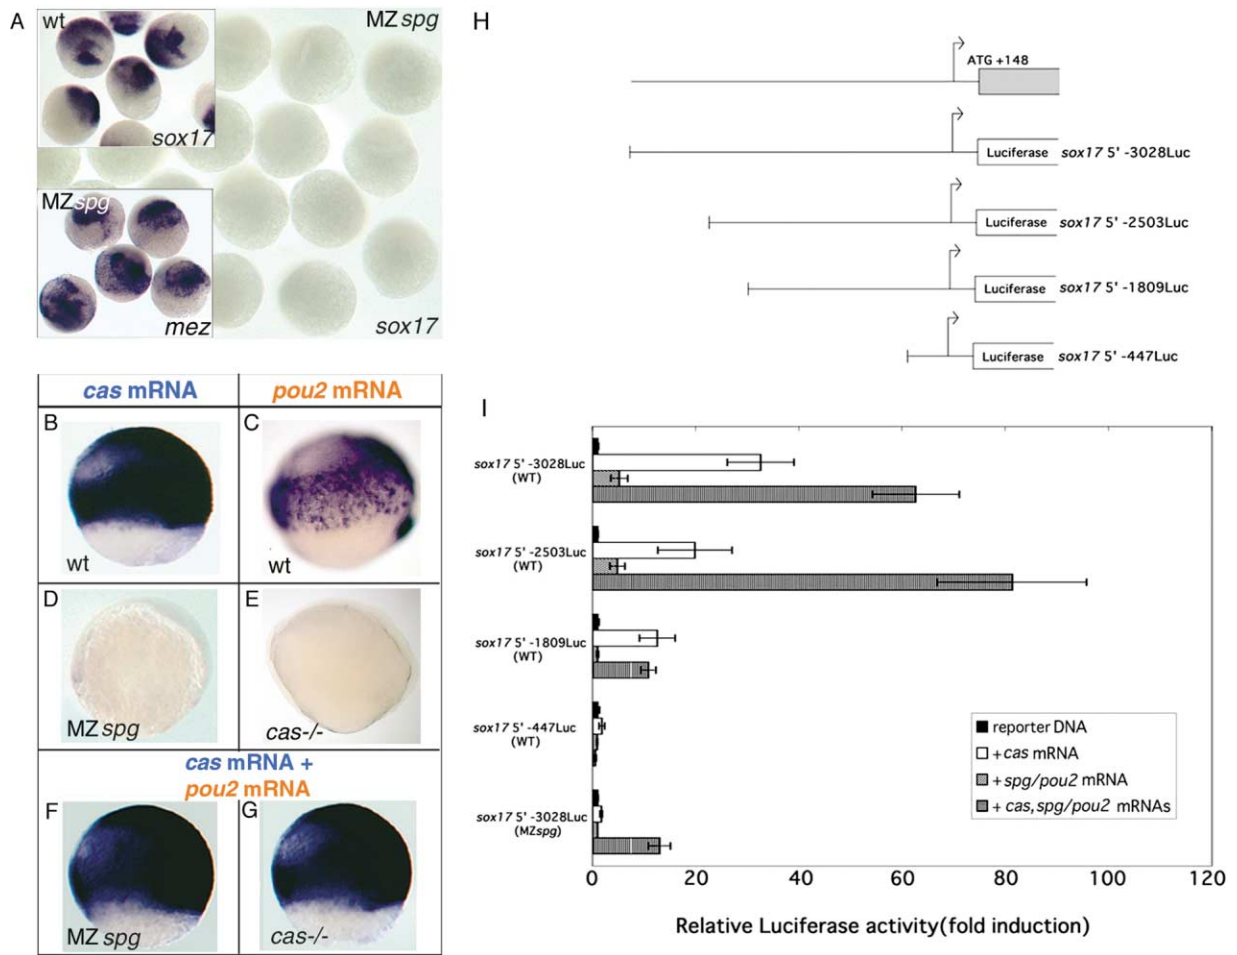 A
wt
sox17
MZ spg
MZ spg
mez
sox17
cas mRNA
pou2 mRNA
B
wt
C
wt
D
MZ spg
E
cas-/-
cas mRNA +
pou2 mRNA
F
MZ spg
G
cas-/-
H
ATG +148
Luciferase sox17 5' -3028Luc
Luciferase sox17 5' -2503Luc
Luciferase sox17 5' -1809Luc
Luciferase sox17 5' -447Luc
I
sox17 5' -3028Luc
(WT)
sox17 5' -2503Luc
(WT)
sox17 5' -1809Luc
(WT)
sox17 5' -447Luc
(WT)
sox17 5' -3028Luc
(MZspg)
reporter DNA
+ cas mRNA
+ spg/pou2 mRNA
+ cas, spg/pou2 mRNAs
0 20 40 60 80 100 120
Relative Luciferase activity(fold induction)